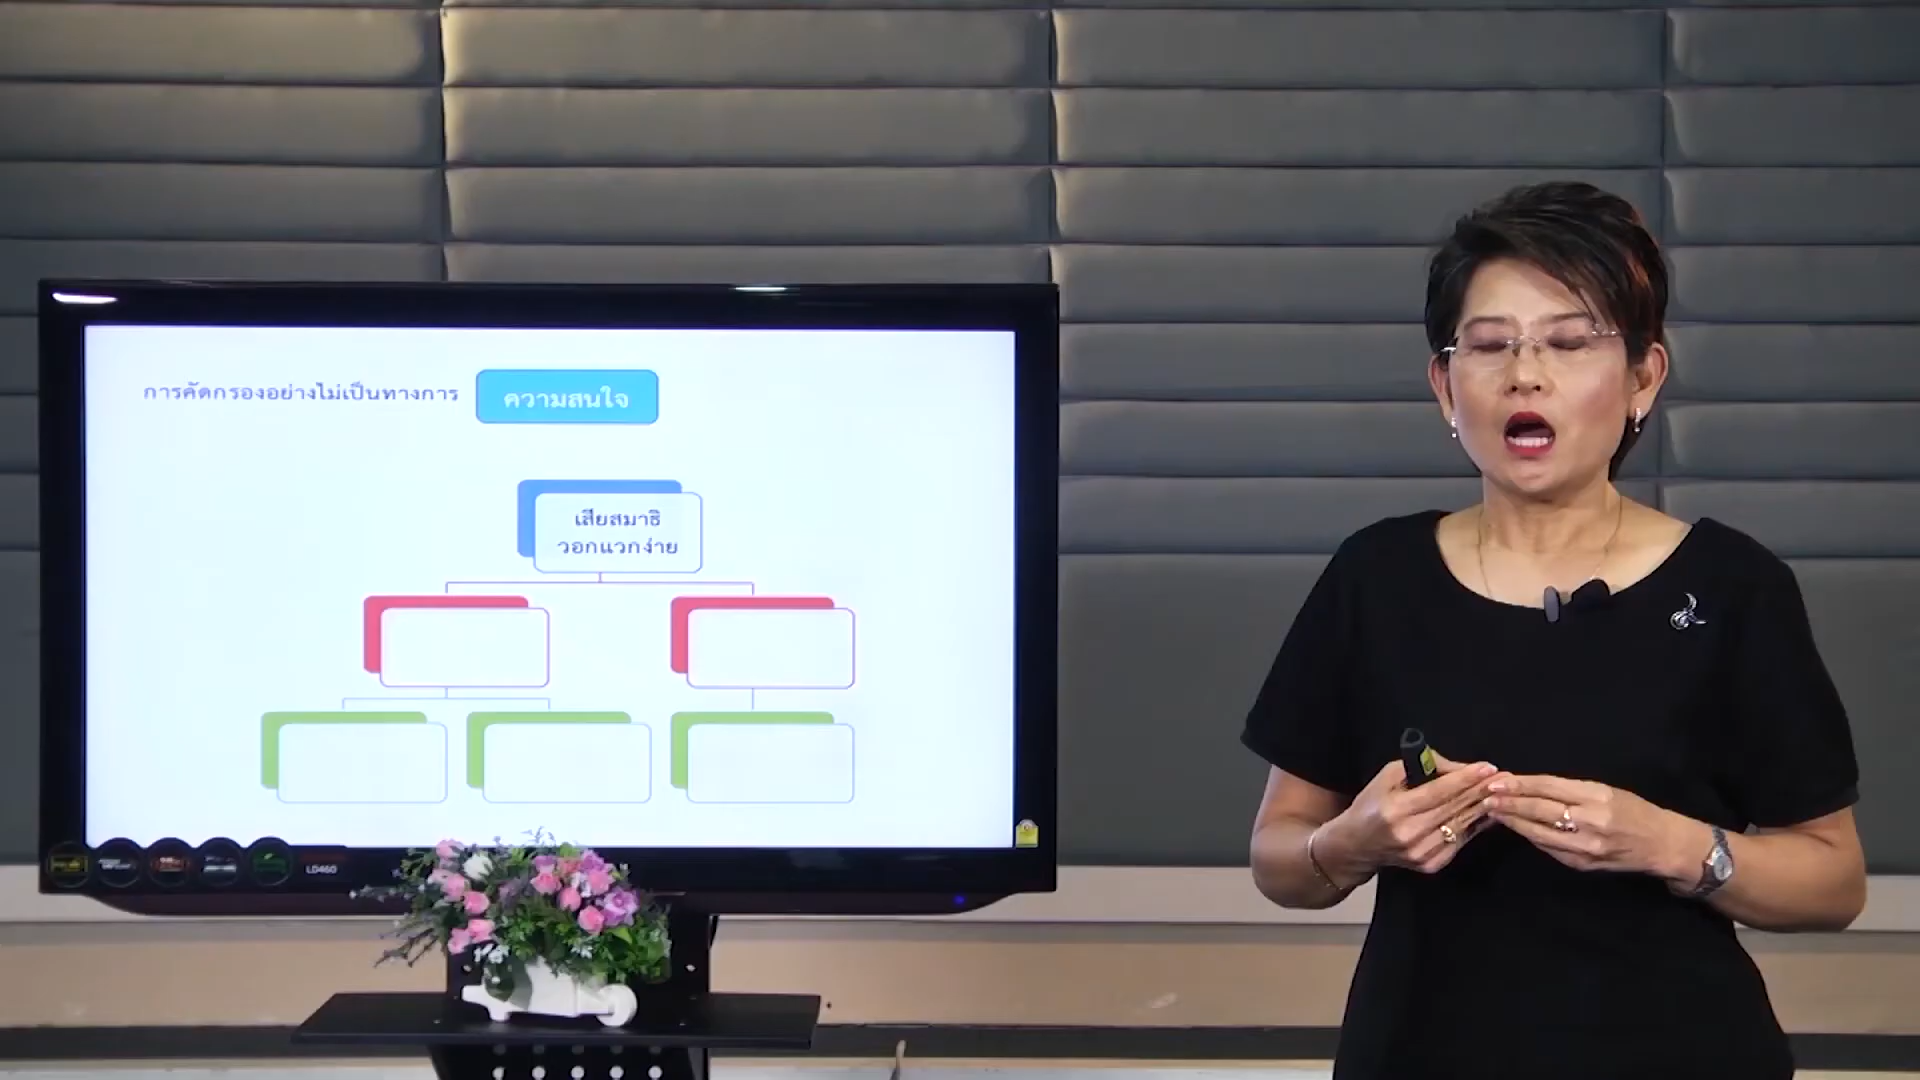 การคัดกรองอย่างไม่เป็นทางการ
ความสนใจ
เสียสมาธิ
วอกแวกง่าย
LD460